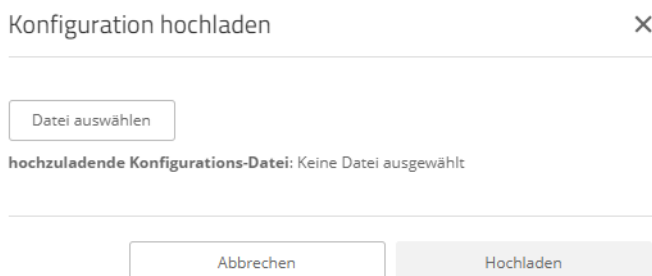 Konfiguration hochladen
Datei auswählen
hochzuladende Konfigurations-Datei: Keine Datei ausgewählt
Abbrechen Hochladen